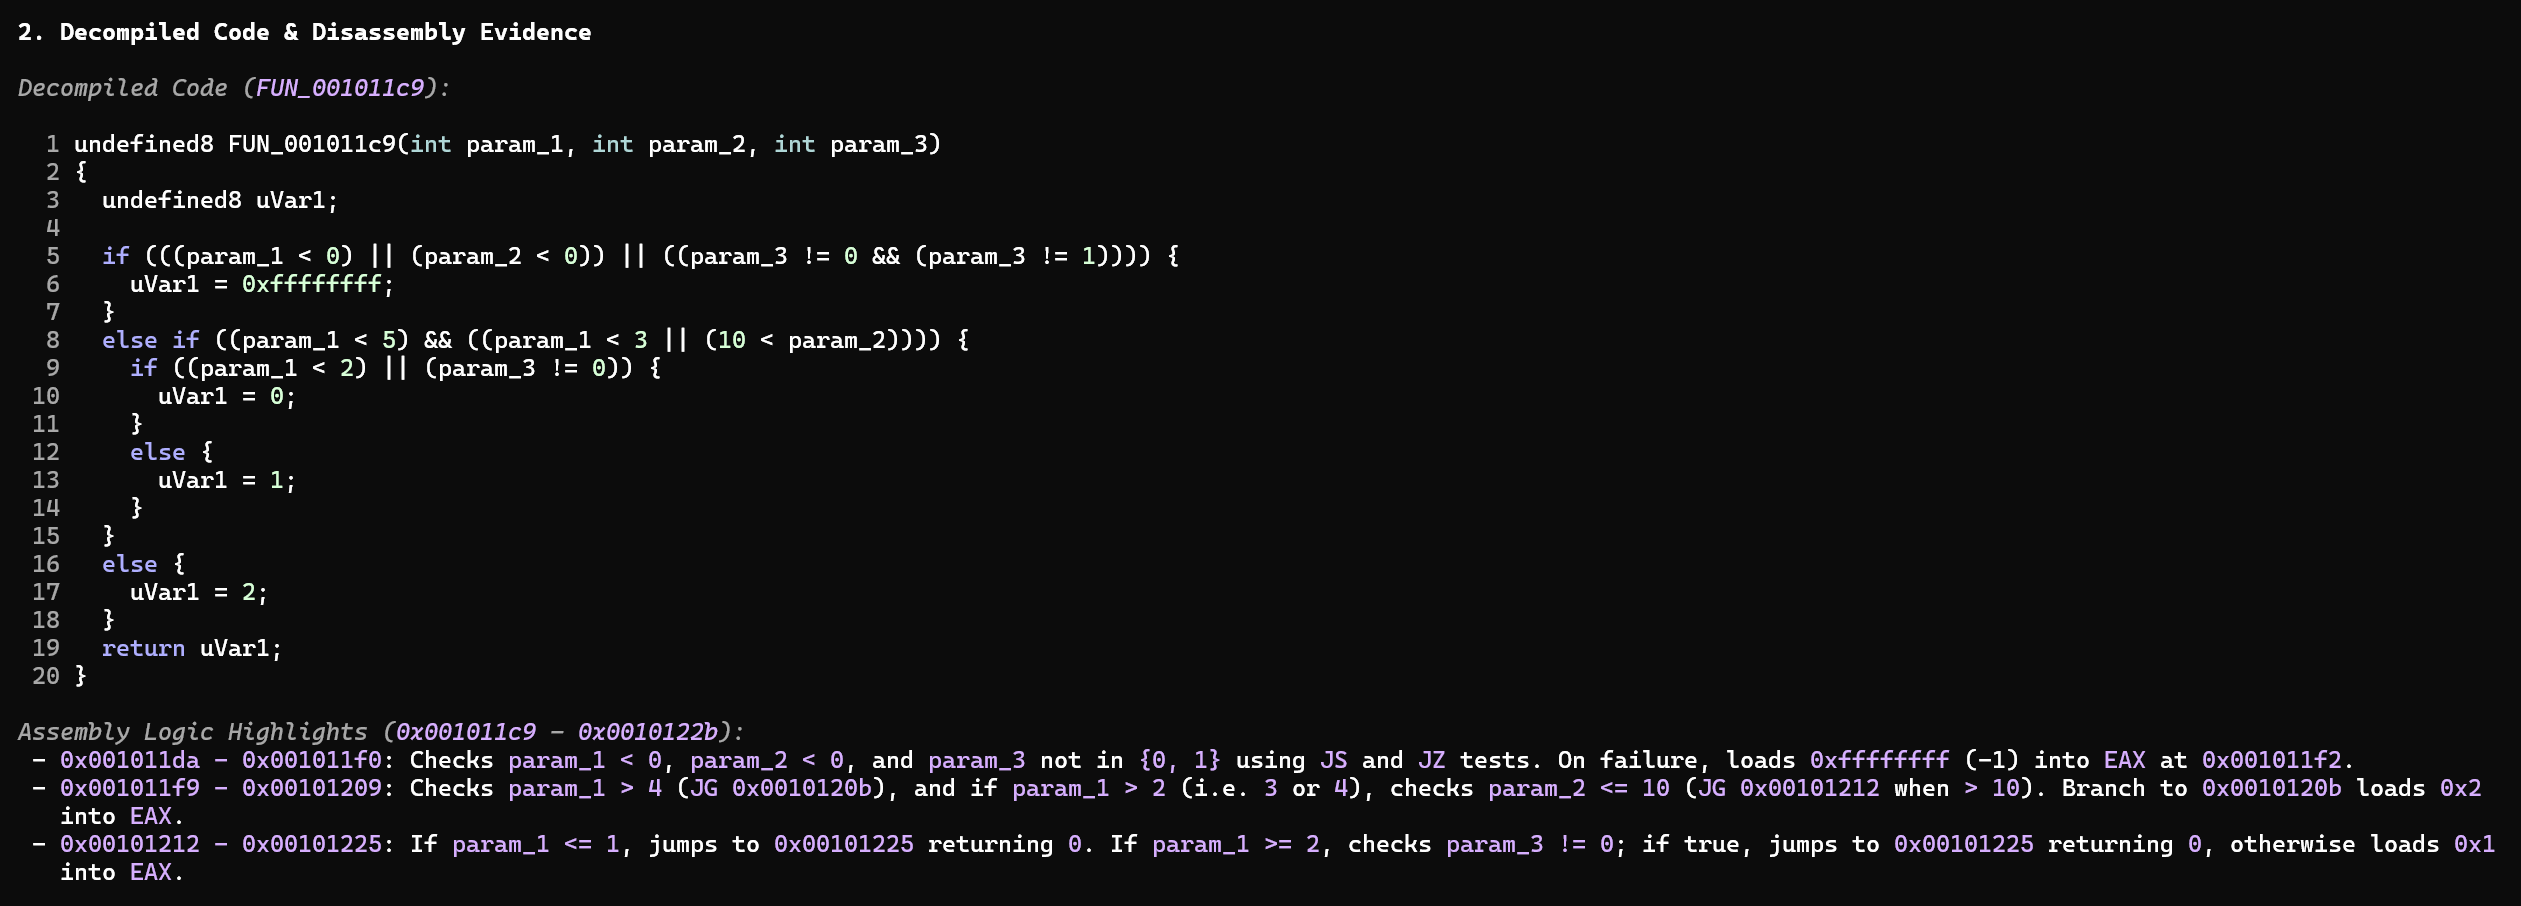 2. Decompiled Code & Disassembly Evidence
Decompiled Code (FUN_001011c9):
1 undefined8 FUN_001011c9(int param_1, int param_2, int param_3)
2 {
3   undefined8 uVar1;
4
5   if (((param_1 < 0) || (param_2 < 0)) || ((param_3 != 0 && (param_3 != 1)))) {
6     uVar1 = 0xffffffff;
7   }
8   else if ((param_1 < 5) && ((param_1 < 3 || (10 < param_2)))) {
9     if ((param_1 < 2) || (param_3 != 0)) {
10       uVar1 = 0;
11     }
12     else {
13       uVar1 = 1;
14     }
15   }
16   else {
17     uVar1 = 2;
18   }
19   return uVar1;
20 }
Assembly Logic Highlights (0x001011c9 - 0x0010122b):
- 0x001011da - 0x001011f0: Checks param_1 < 0, param_2 < 0, and param_3 not in {0, 1} using JS and JZ tests. On failure, loads 0xffffffff (-1) into EAX at 0x001011f2.
- 0x001011f9 - 0x00101209: Checks param_1 > 4 (JG 0x0010120b), and if param_1 > 2 (i.e. 3 or 4), checks param_2 <= 10 (JG 0x00101212 when > 10). Branch to 0x0010120b loads 0x2
into EAX.
- 0x00101212 - 0x00101225: If param_1 <= 1, jumps to 0x00101225 returning 0. If param_1 >= 2, checks param_3 != 0; if true, jumps to 0x00101225 returning 0, otherwise loads 0x1
into EAX.